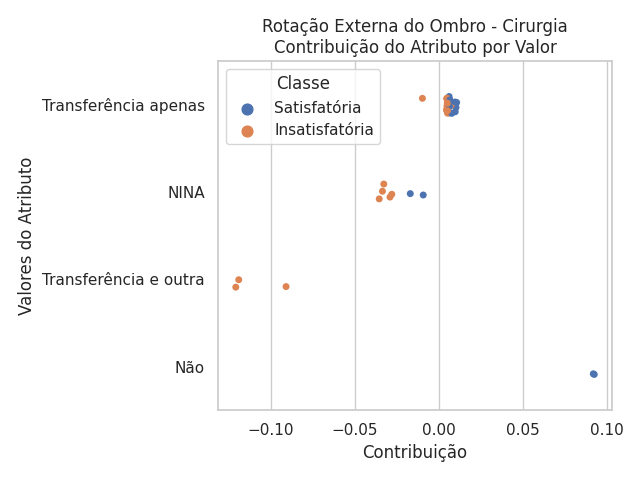 Rotação Externa do Ombro - Cirurgia
Contribuição do Atributo por Valor
Classe
Satisfatória
Insatisfatória
Valores do Atributo
Transferência apenas
NINA
Transferência e outra
Não
−0.10
−0.05
0.00
0.05
0.10
Contribuição